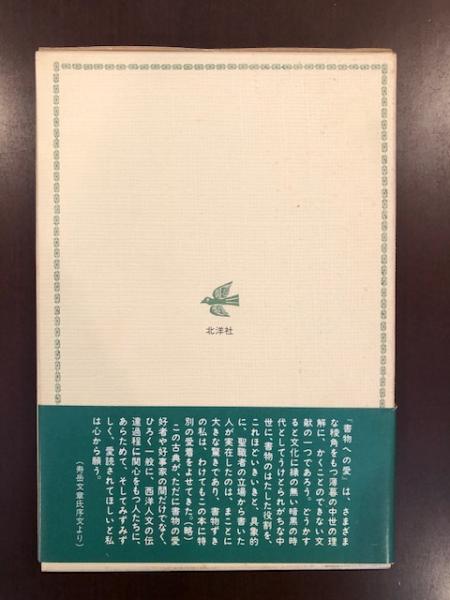 北洋社
『書物への愛』は、さまざま
な稜角をもつ薄暮の中世の理
解に、かくことのできない文
献の一つであろう。どうかす
ると文化に縁の無い暗黒の時
代としてうけとられがちな中
世に、書物のはたした役割を、
これほどいきいきと、具象的
に、聖職者の立場から書いた
人が実在したのは、まことに
大きな驚きであり、書物ずき
の私は、わけてもこの本に特
別の愛着をよせてきた。(略)
この古典が、ただに書物の愛
好者や好事家の間だけでなく、
ひろく一般に、西洋人文の伝
達過程に関心をもつ人たちに、
あらためて、そしてみずみず
しく、愛読されてほしいと私
は心から願う。
(寿岳文章氏序文より)